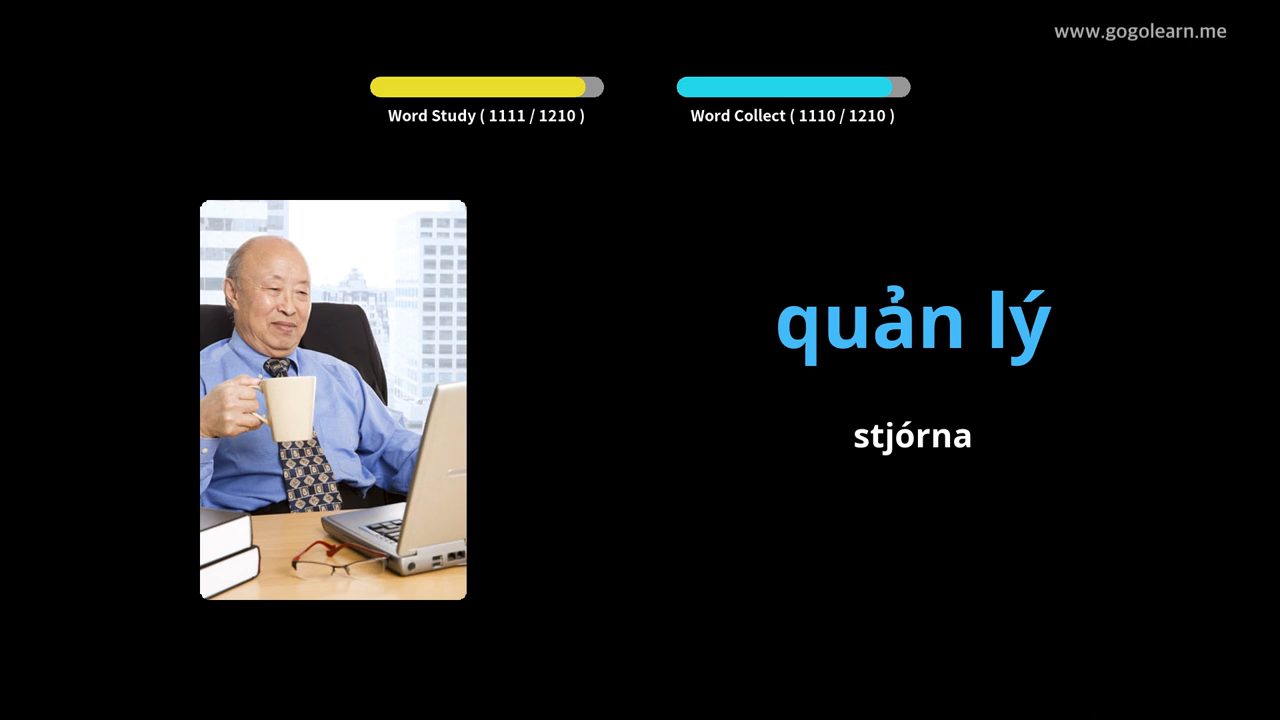 www.gogolearn.me
Word Study ( 1111 / 1210 )
Word Collect ( 1110 / 1210 )
quản lý
stjórna